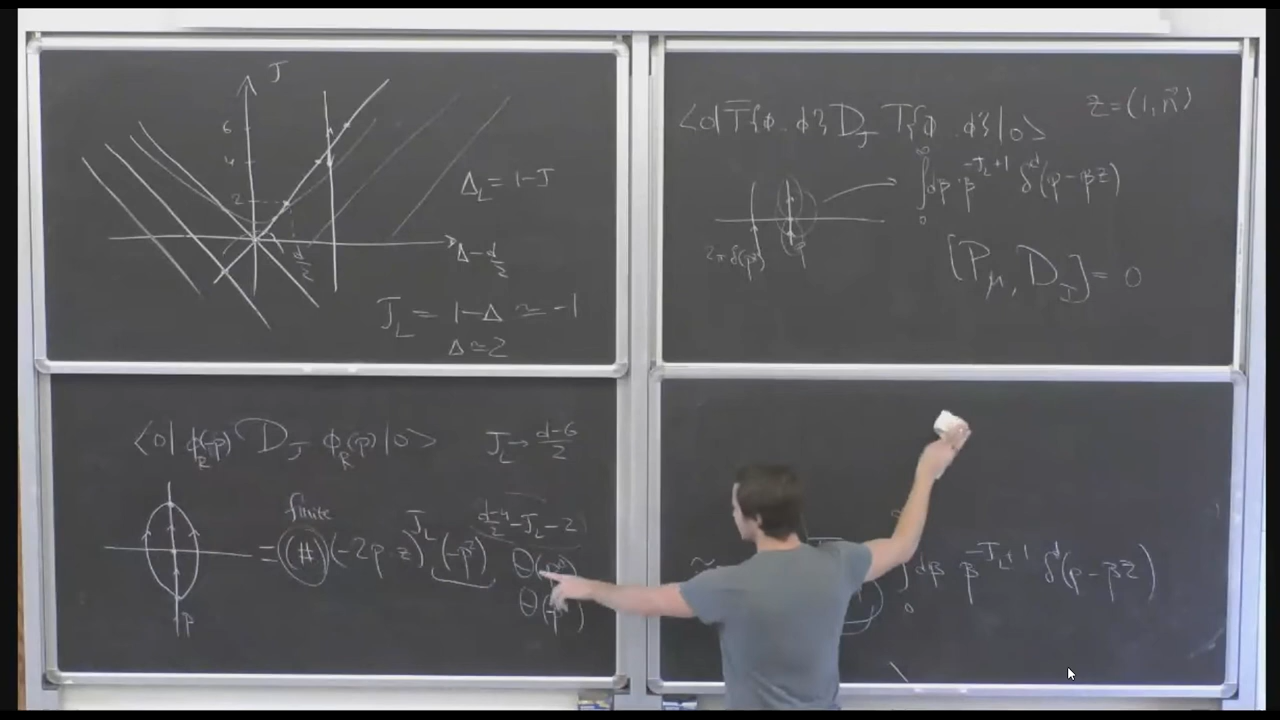 J
6
4
2
Δ_L = 1-J
d/2
Δ - d/2
J_L = 1-Δ ≃ -1
Δ ≃ 2
⟨0| T̄{φ..φ} D_J T{φ..φ} |0⟩
z = (1, n⃗)
∫_0^∞ dβ β^{-J_L+1} δ^d(p-βz)
2π δ(p²)
[P_μ, D_J] = 0
⟨0| φ_R(-p) D_J φ_R(p) |0⟩
J_L → (d-6)/2
finite
= (#) (-2p·z)^{J_L} (-p²)^{(d-4)/2 - J_L - 2}
p
≈
∫_0 dβ β^{-J_L+1} δ^d(p-βz)